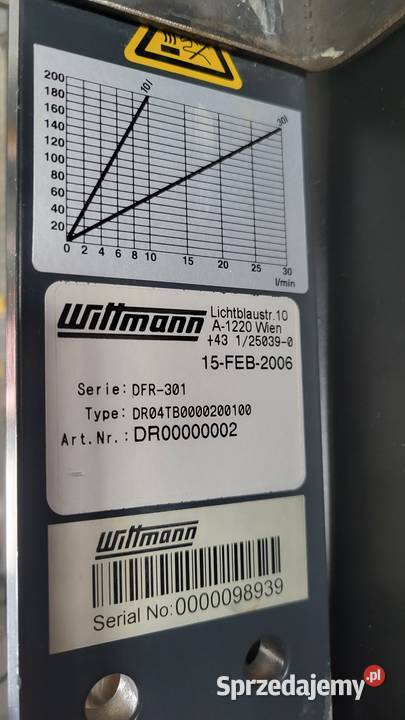 200
180
160
140
120
100
80
60
40
20
10l
30l
0 2 4 6 8 10 15 20 25 30
l/min
Wittmann
Lichtblaustr.10
A-1220 Wien
+43 1/25039-0
15-FEB-2006
Serie: DFR-301
Type: DR04TB0000200100
Art.Nr.: DR00000002
Wittmann
Serial No: 0000098939
Sprzedajemy.pl